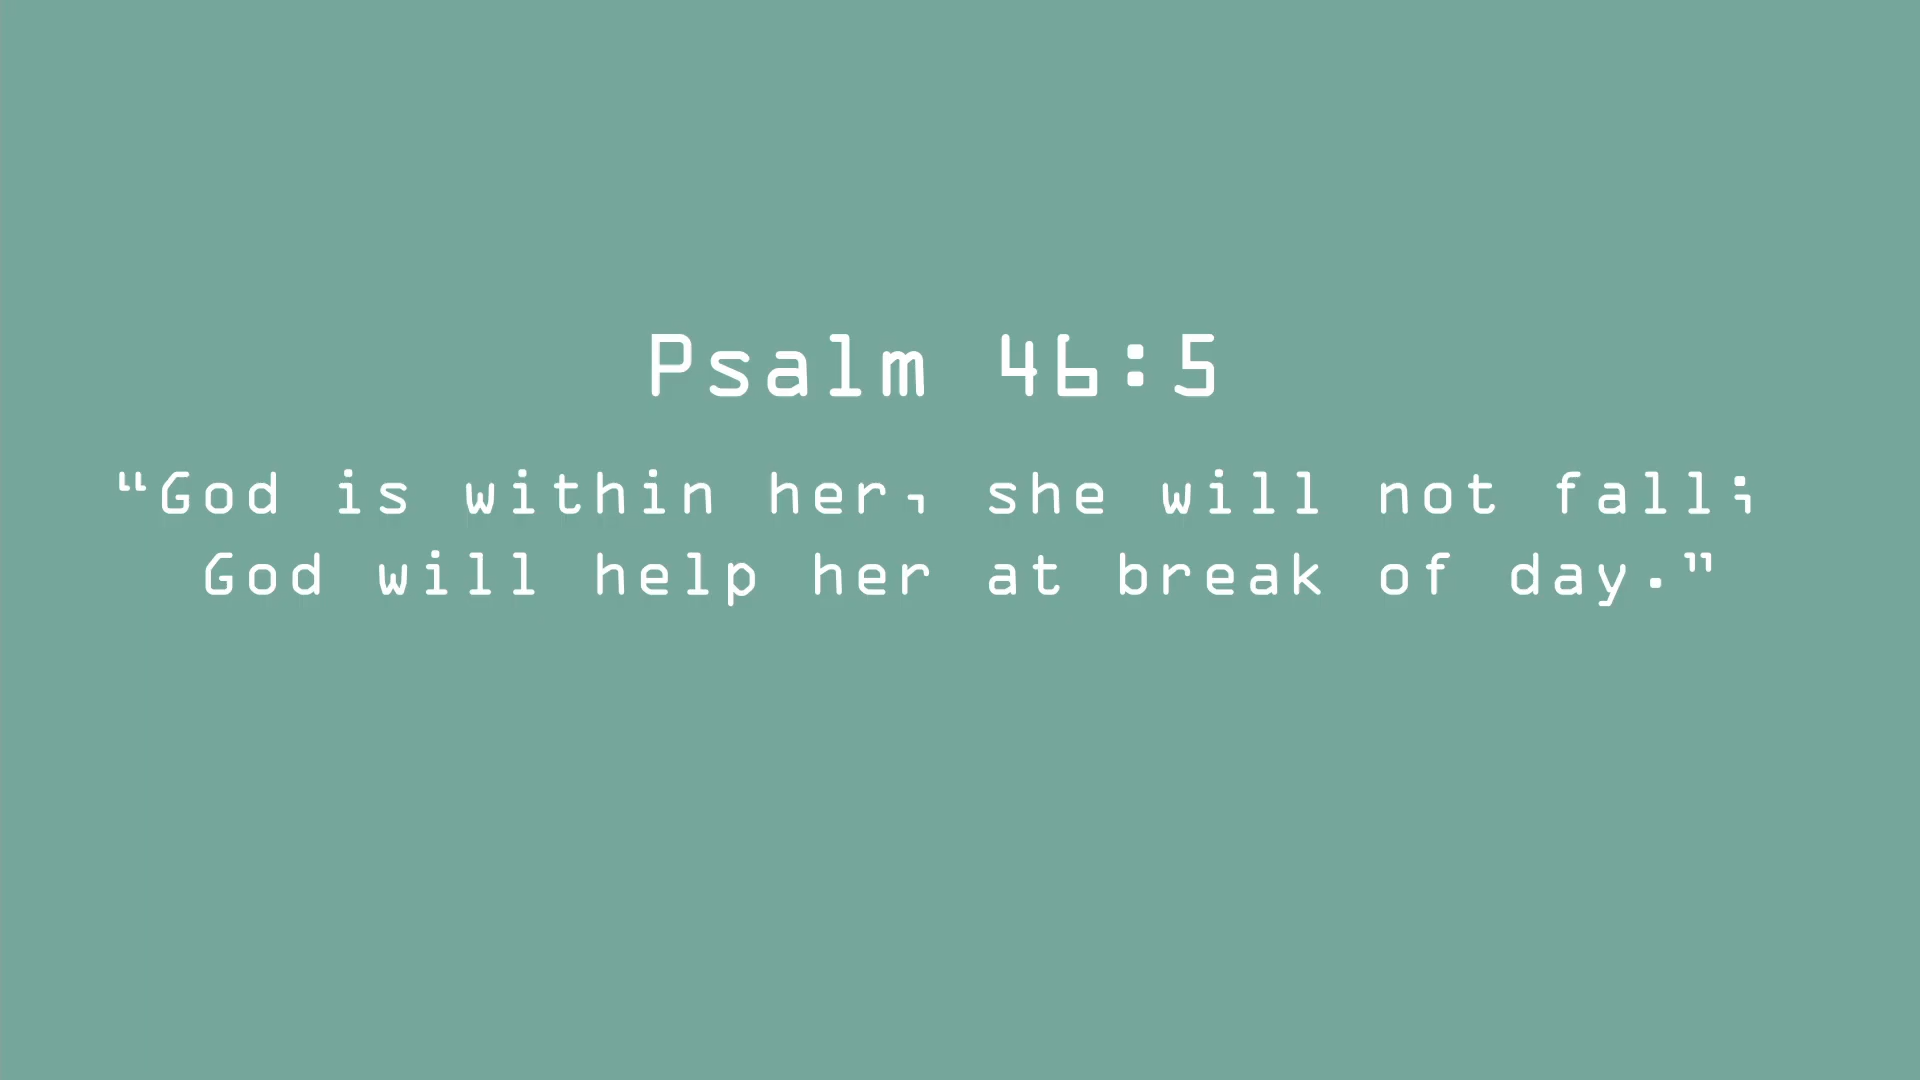 Psalm 46:5
“God is within her, she will not fall;
God will help her at break of day.”